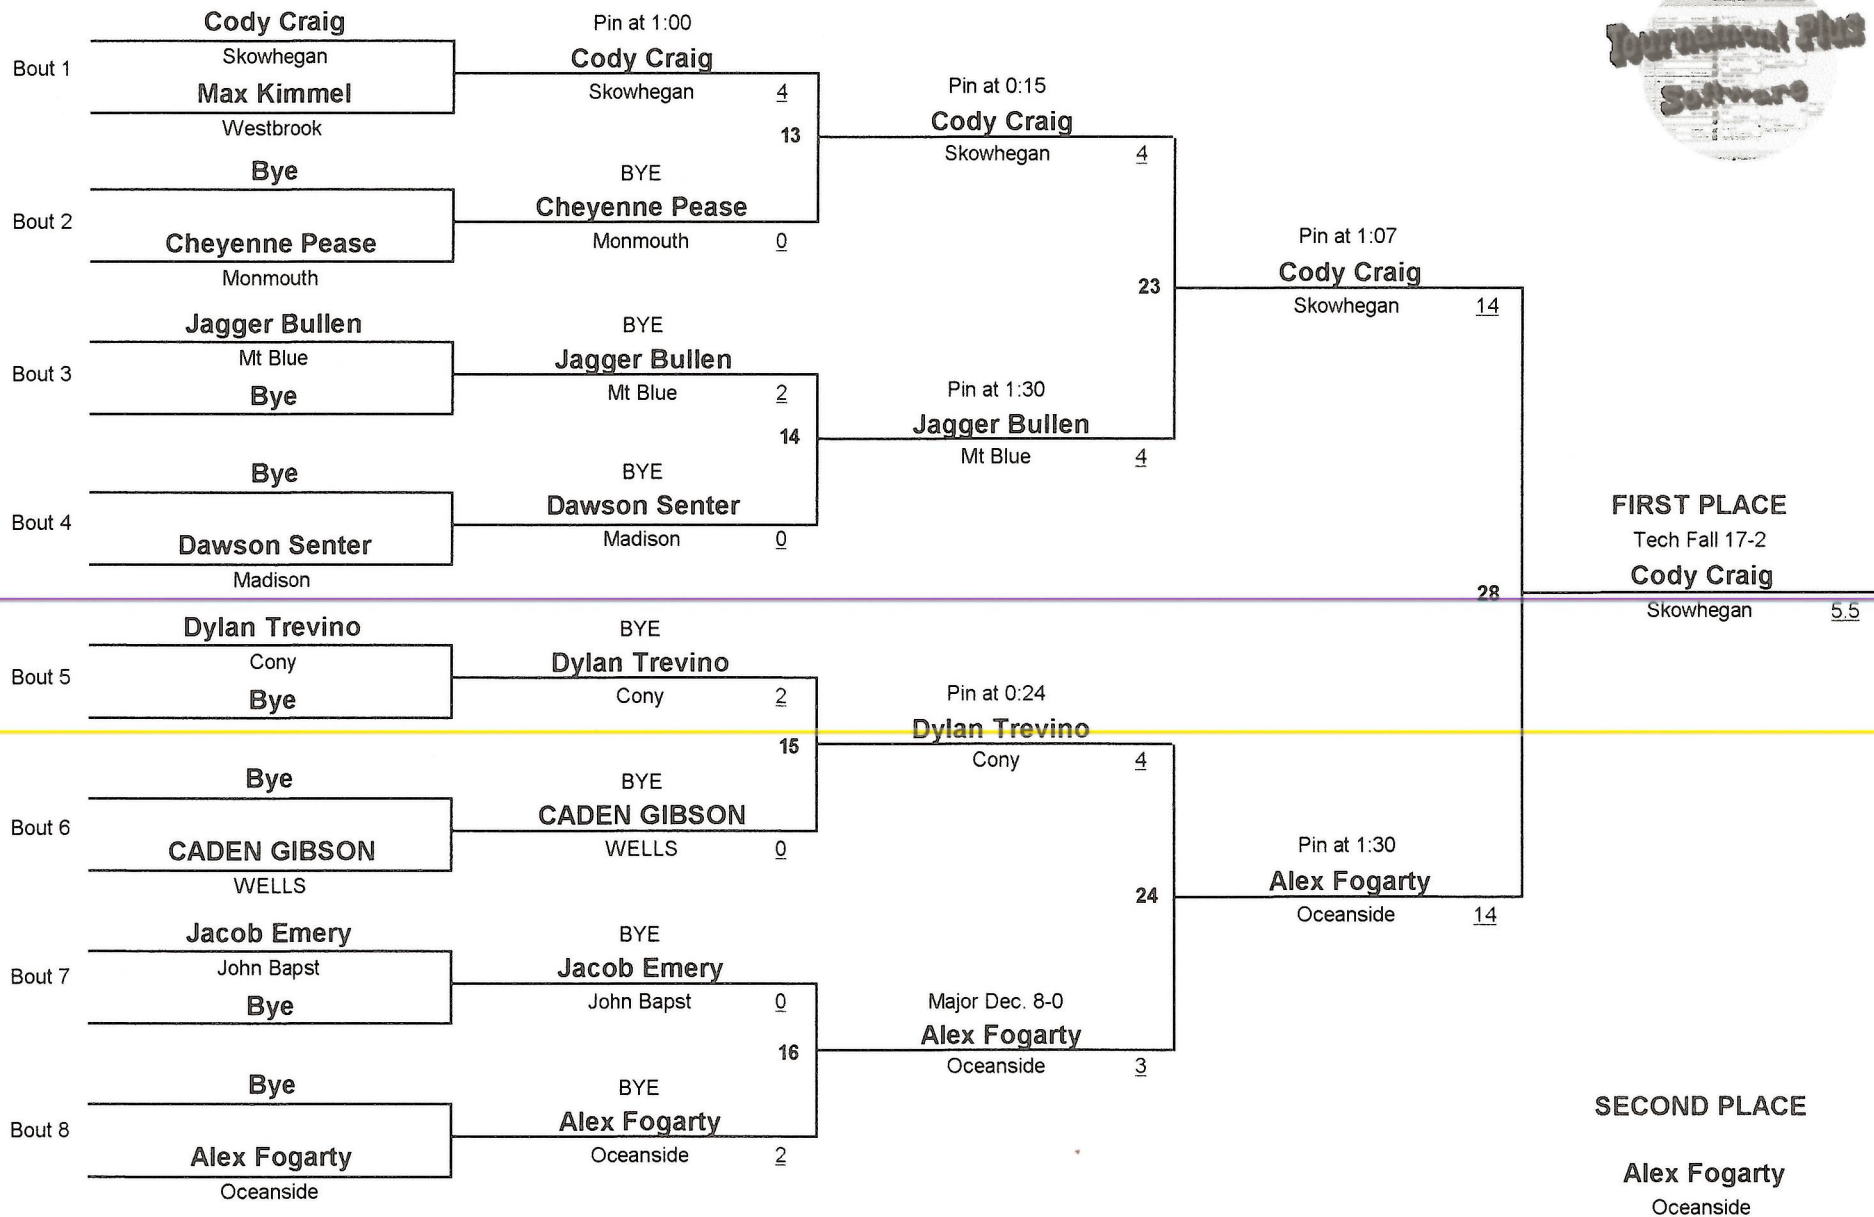 Tournament Plus
Software
Cody Craig
Skowhegan
Bout 1
Max Kimmel
Westbrook
Bye
Bout 2
Cheyenne Pease
Monmouth
Jagger Bullen
Mt Blue
Bout 3
Bye
Bye
Bout 4
Dawson Senter
Madison
Dylan Trevino
Cony
Bout 5
Bye
Bye
Bout 6
CADEN GIBSON
WELLS
Jacob Emery
John Bapst
Bout 7
Bye
Bye
Bout 8
Alex Fogarty
Oceanside
Pin at 1:00
Cody Craig
Skowhegan 4
13
BYE
Cheyenne Pease
Monmouth 0
BYE
Jagger Bullen
Mt Blue 2
14
BYE
Dawson Senter
Madison 0
BYE
Dylan Trevino
Cony 2
15
BYE
CADEN GIBSON
WELLS 0
BYE
Jacob Emery
John Bapst 0
16
BYE
Alex Fogarty
Oceanside 2
Pin at 0:15
Cody Craig
Skowhegan 4
23
Pin at 1:30
Jagger Bullen
Mt Blue 4
Pin at 0:24
Dylan Trevino
Cony 4
24
Major Dec. 8-0
Alex Fogarty
Oceanside 3
Pin at 1:07
Cody Craig
Skowhegan 14
28
Pin at 1:30
Alex Fogarty
Oceanside 14
FIRST PLACE
Tech Fall 17-2
Cody Craig
Skowhegan 5.5
SECOND PLACE
Alex Fogarty
Oceanside